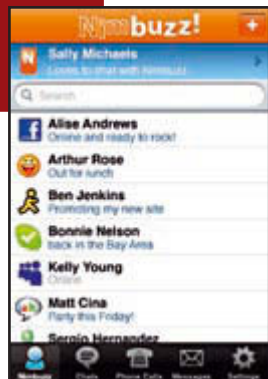 Nimbuzz!
Sally Michaels
Loves to chat with Nimbuzz
Search
Alise Andrews
Online and ready to rock!
Arthur Rose
Out for lunch
Ben Jenkins
Promoting my new site
Bonnie Nelson
back in the Bay Area
Kelly Young
Online
Matt Cina
Party this Friday!
Sergio Hernandez
Nimbuzz
Chats
Phone Calls
Messages
Settings